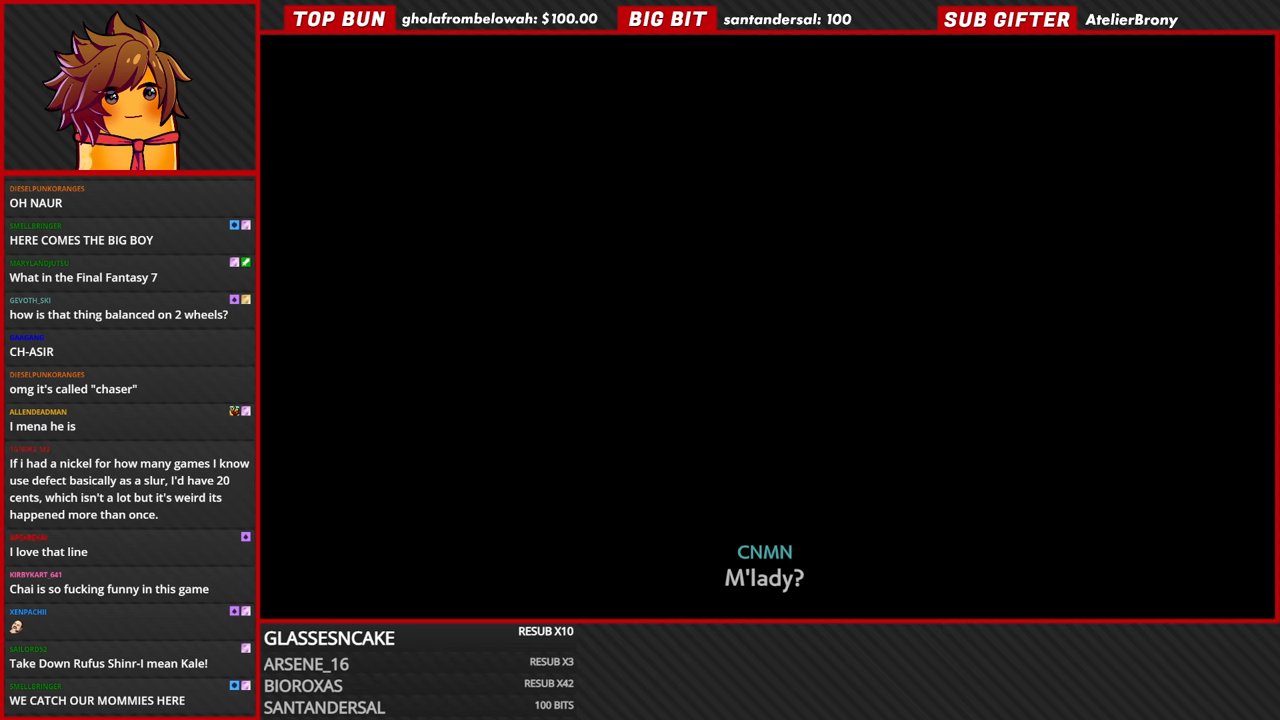 TOP BUN gholafrombelowah: $100.00 BIG BIT santandersal: 100 SUB GIFTER AtelierBrony
DIESELPUNKORANGES
OH NAUR
SMELLBRINGER
HERE COMES THE BIG BOY
MARYLANDJUTSU
What in the Final Fantasy 7
GEVOTH_SKI
how is that thing balanced on 2 wheels?
CH-ASIR
DIESELPUNKORANGES
omg it's called "chaser"
ALLENDEADMAN
I mena he is
If i had a nickel for how many games I know
use defect basically as a slur, I'd have 20
cents, which isn't a lot but it's weird its
happened more than once.
I love that line
KIRBYKART_641
Chai is so fucking funny in this game
XENPACHII
SAILORD52
Take Down Rufus Shinr-I mean Kale!
SMELLBRINGER
WE CATCH OUR MOMMIES HERE
CNMN
M'lady?
GLASSESNCAKE RESUB X10
ARSENE_16 RESUB X3
BIOROXAS RESUB X42
SANTANDERSAL 100 BITS